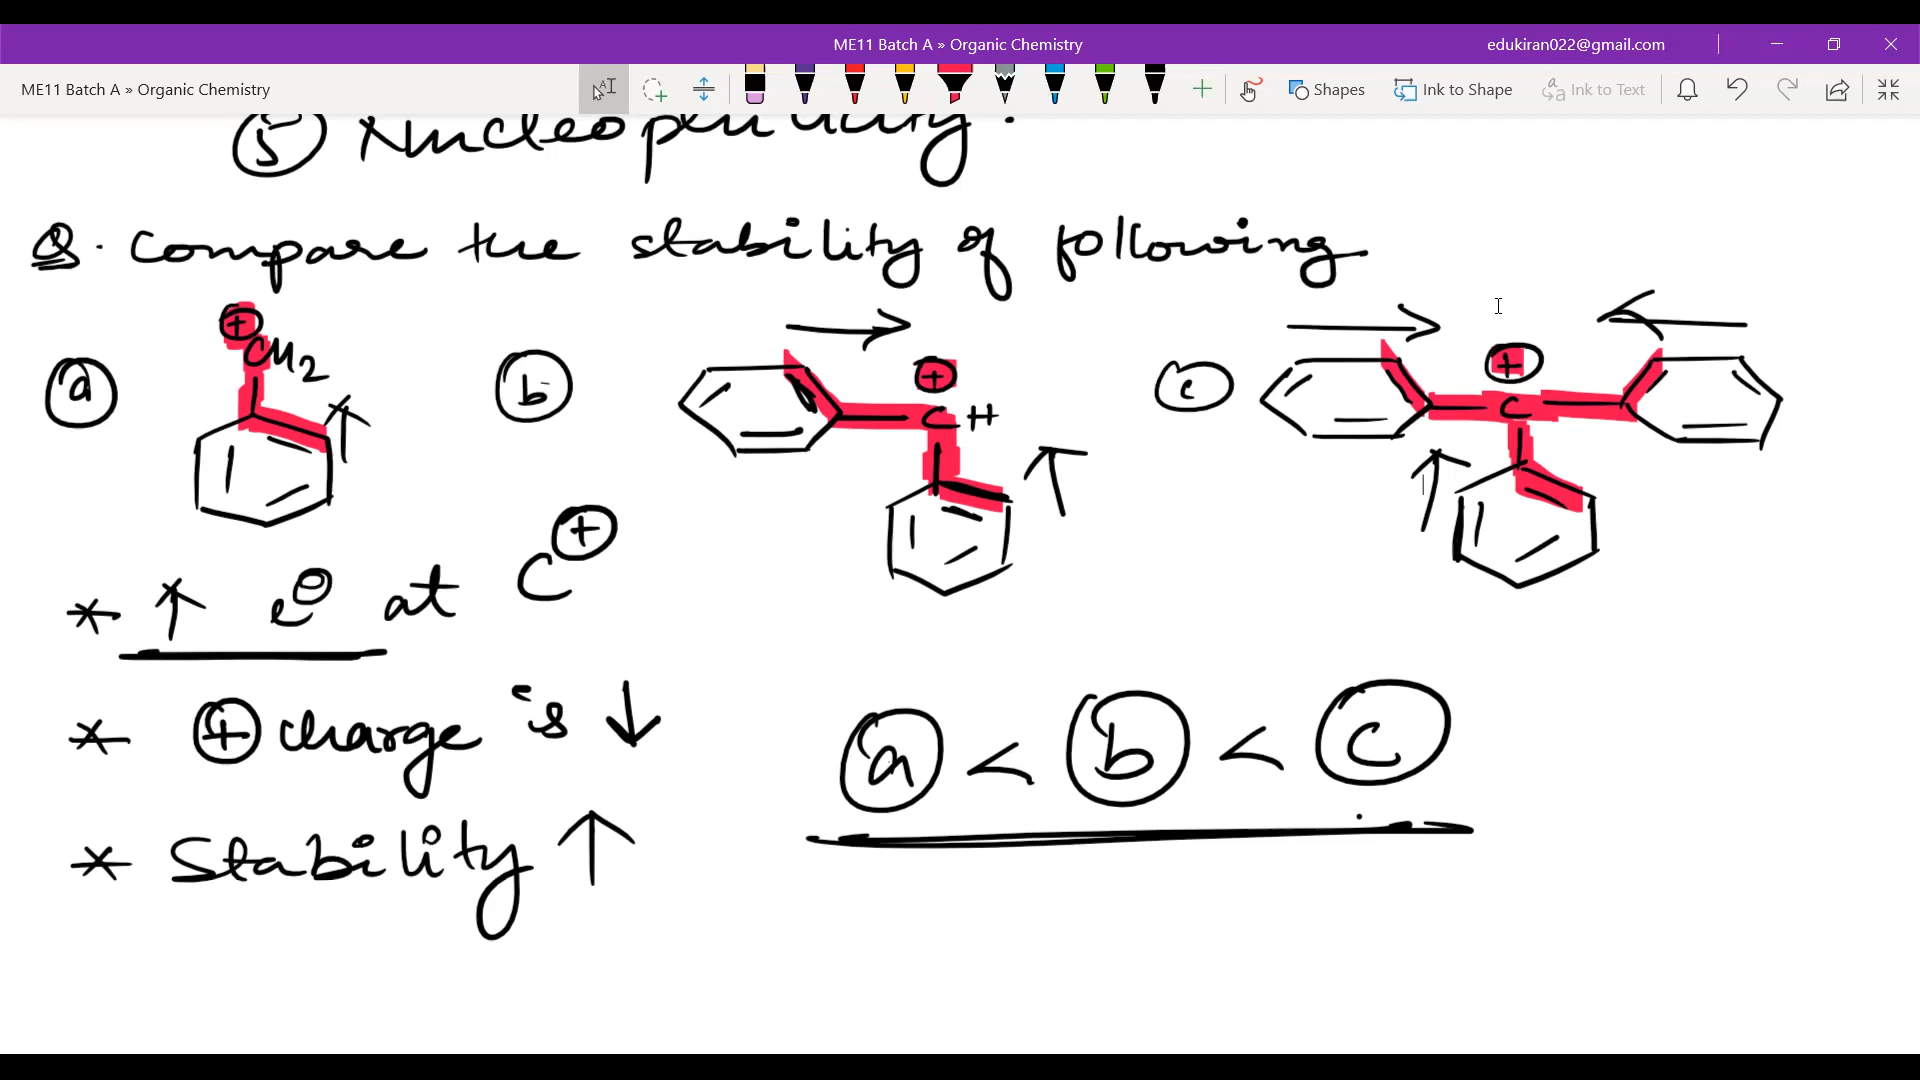 ME11 Batch A » Organic Chemistry
edukiran022@gmail.com
ME11 Batch A » Organic Chemistry
Shapes
Ink to Shape
Ink to Text
⑤ Nucleophilicity.
Q. Compare the stability of following
ⓐ ⊕ CH2
ⓑ ⊕ CH
ⓒ ⊕ C
* ↑ e⊖ at C⊕
* ⊕ charge is ↓
* Stability ↑
ⓐ < ⓑ < ⓒ